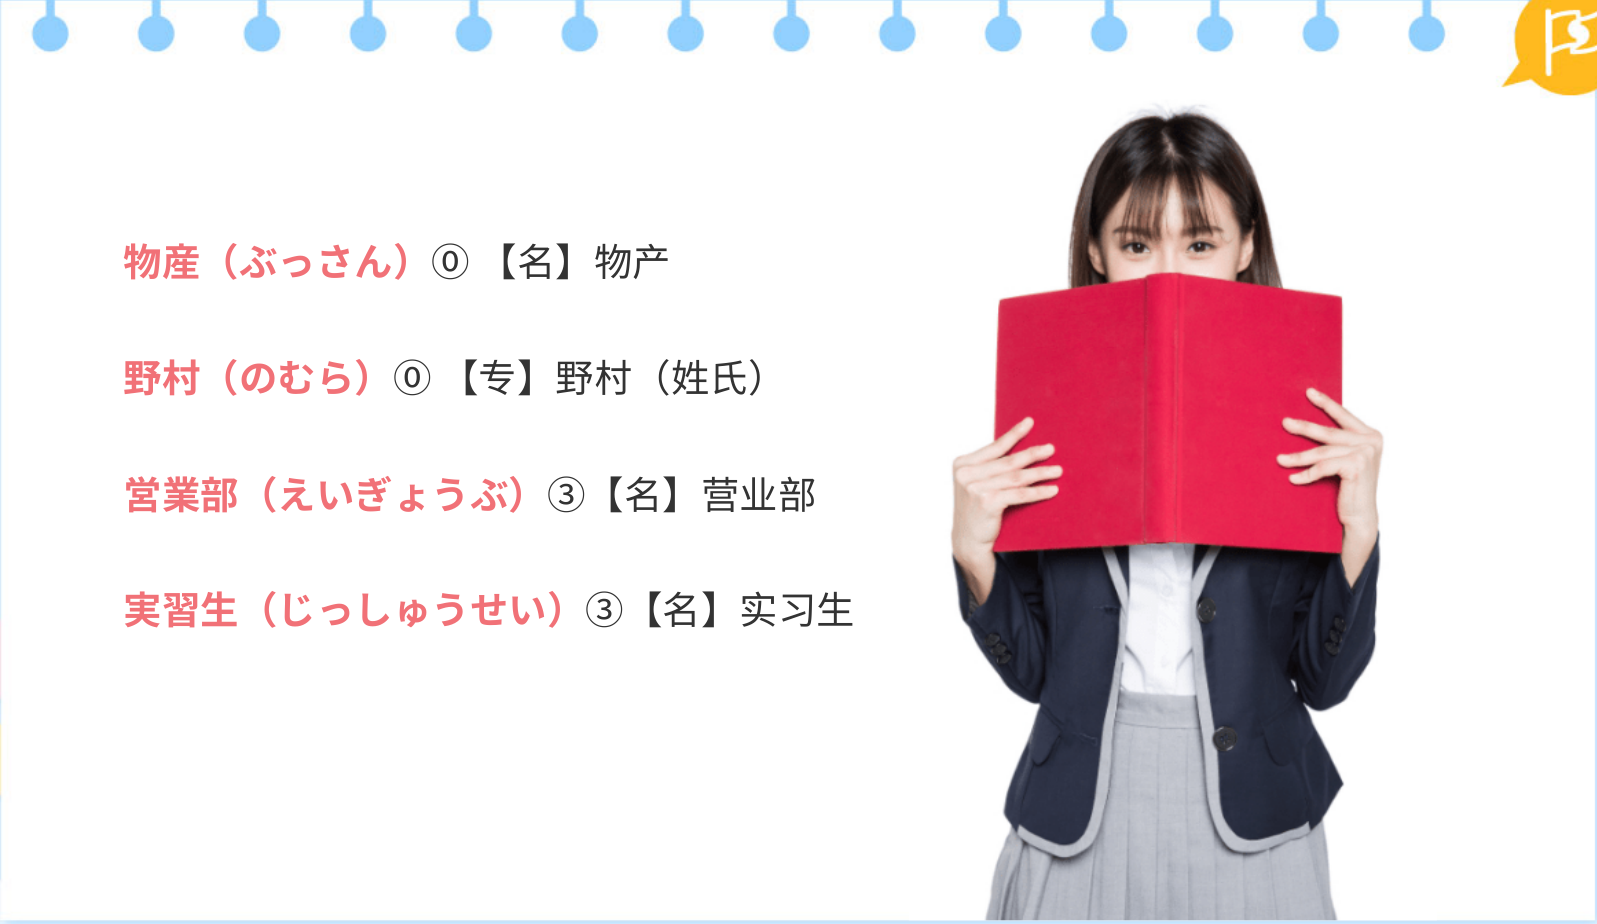 物産（ぶっさん）⓪ 【名】物产
野村（のむら）⓪ 【专】野村（姓氏）
営業部（えいぎょうぶ）③【名】营业部
実習生（じっしゅうせい）③【名】实习生